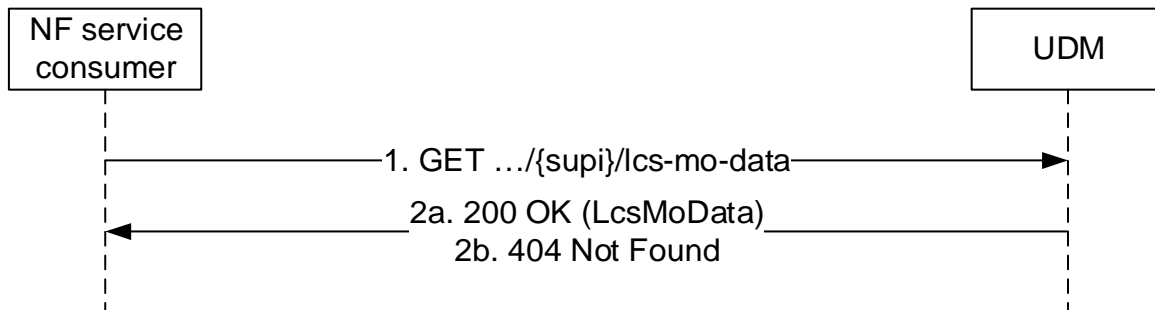 NF service
consumer
UDM
1. GET …/{supi}/lcs-mo-data
2a. 200 OK (LcsMoData)
2b. 404 Not Found